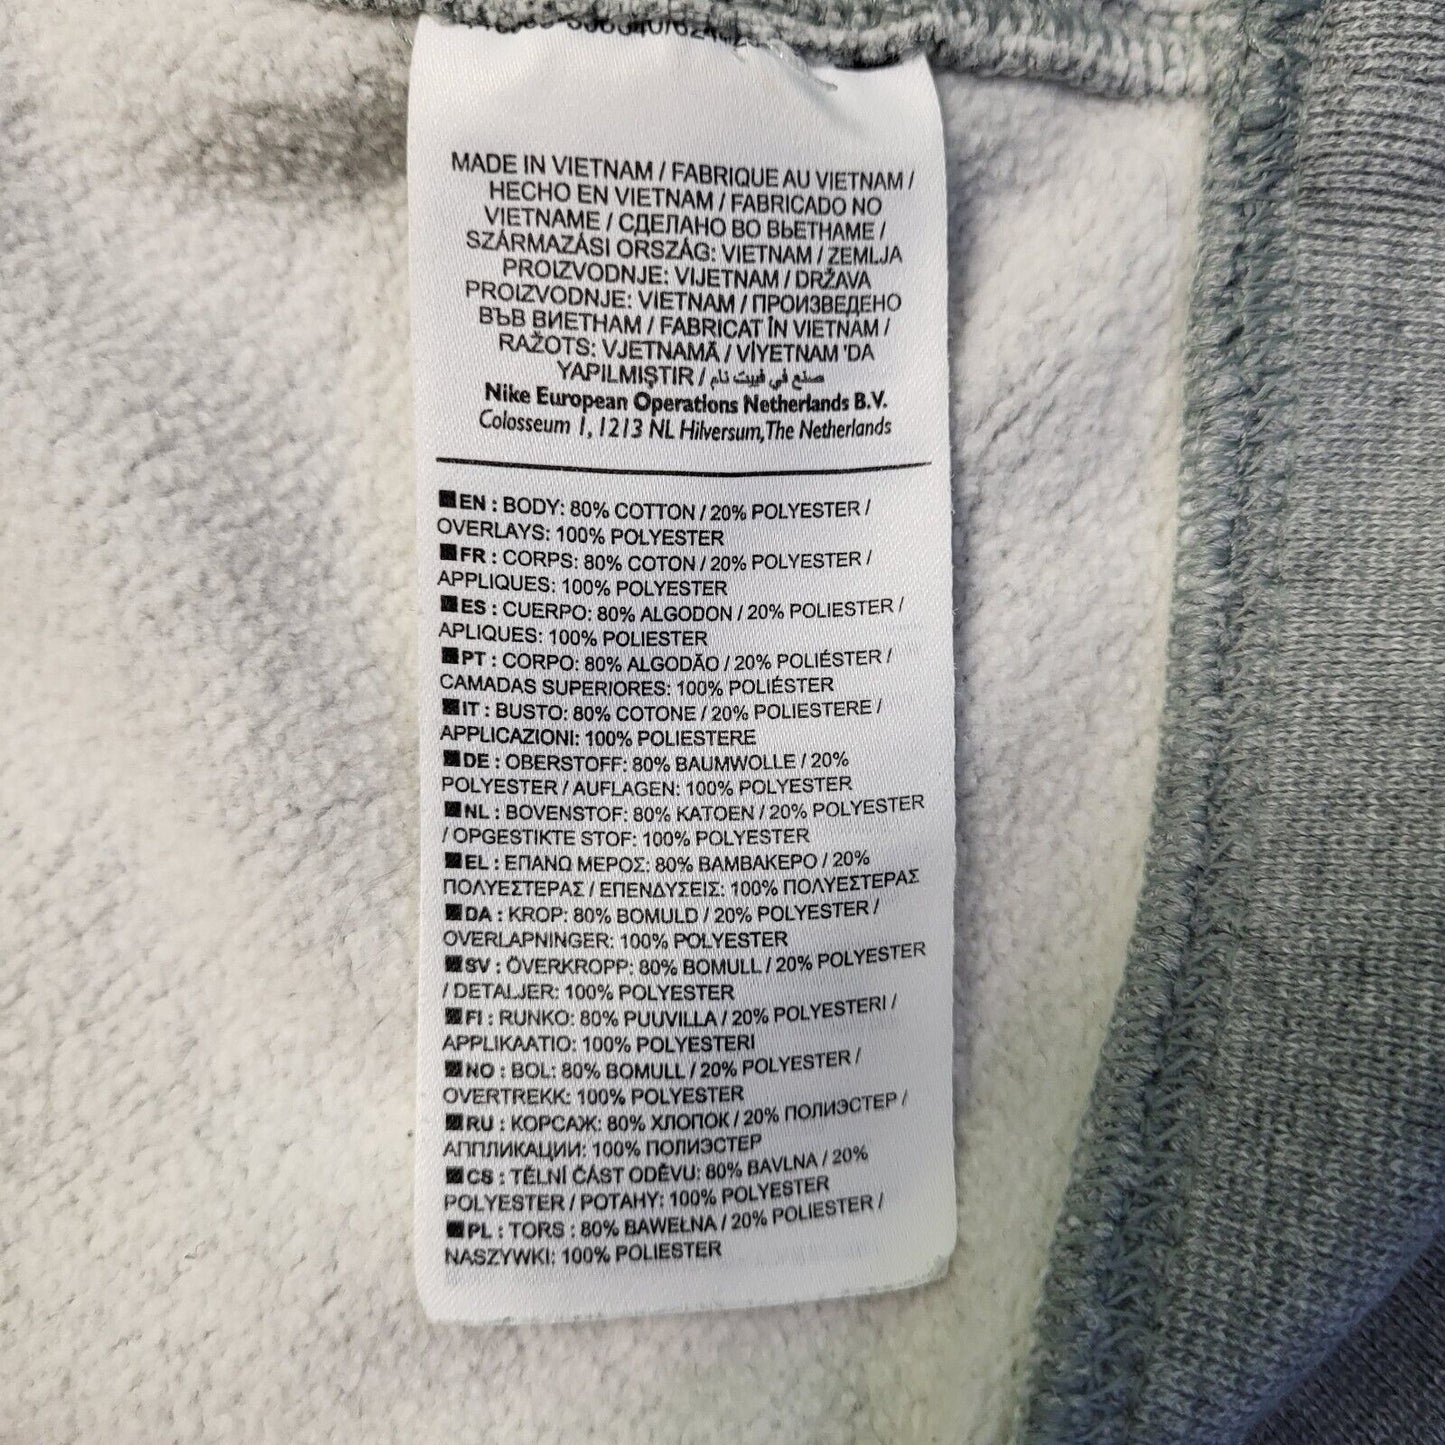 MADE IN VIETNAM / FABRIQUE AU VIETNAM /
HECHO EN VIETNAM / FABRICADO NO
VIETNAME / СДЕЛАНО ВО ВЬЕТНАМЕ /
SZÁRMAZÁSI ORSZÁG: VIETNAM / ZEMLJA
PROIZVODNJE: VIJETNAM / DRŽAVA
PROIZVODNJE: VIETNAM / ПРОИЗВЕДЕНО
ВЪВ ВИЕТНАМ / FABRICAT ÎN VIETNAM /
RAŽOTS: VJETNAMĀ / VİYETNAM 'DA
YAPILMIŞTIR / صنع في فييت نام
Nike European Operations Netherlands B.V.
Colosseum 1, 1213 NL Hilversum, The Netherlands
EN : BODY: 80% COTTON / 20% POLYESTER /
OVERLAYS: 100% POLYESTER
FR : CORPS: 80% COTON / 20% POLYESTER /
APPLIQUES: 100% POLYESTER
ES : CUERPO: 80% ALGODON / 20% POLIESTER /
APLIQUES: 100% POLIESTER
PT : CORPO: 80% ALGODÃO / 20% POLIÉSTER /
CAMADAS SUPERIORES: 100% POLIÉSTER
IT : BUSTO: 80% COTONE / 20% POLIESTERE /
APPLICAZIONI: 100% POLIESTERE
DE : OBERSTOFF: 80% BAUMWOLLE / 20%
POLYESTER / AUFLAGEN: 100% POLYESTER
NL : BOVENSTOF: 80% KATOEN / 20% POLYESTER
/ OPGESTIKTE STOF: 100% POLYESTER
EL : ΕΠΑΝΩ ΜΕΡΟΣ: 80% ΒΑΜΒΑΚΕΡΟ / 20%
ΠΟΛΥΕΣΤΕΡΑΣ / ΕΠΕΝΔΥΣΕΙΣ: 100% ΠΟΛΥΕΣΤΕΡΑΣ
DA : KROP: 80% BOMULD / 20% POLYESTER /
OVERLAPNINGER: 100% POLYESTER
SV : ÖVERKROPP: 80% BOMULL / 20% POLYESTER
/ DETALJER: 100% POLYESTER
FI : RUNKO: 80% PUUVILLA / 20% POLYESTERI /
APPLIKAATIO: 100% POLYESTERI
NO : BOL: 80% BOMULL / 20% POLYESTER /
OVERTREKK: 100% POLYESTER
RU : КОРСАЖ: 80% ХЛОПОК / 20% ПОЛИЭСТЕР /
АППЛИКАЦИИ: 100% ПОЛИЭСТЕР
CS : TĚLNÍ ČÁST ODĚVU: 80% BAVLNA / 20%
POLYESTER / POTAHY: 100% POLYESTER
PL : TORS : 80% BAWEŁNA / 20% POLIESTER /
NASZYWKI: 100% POLIESTER